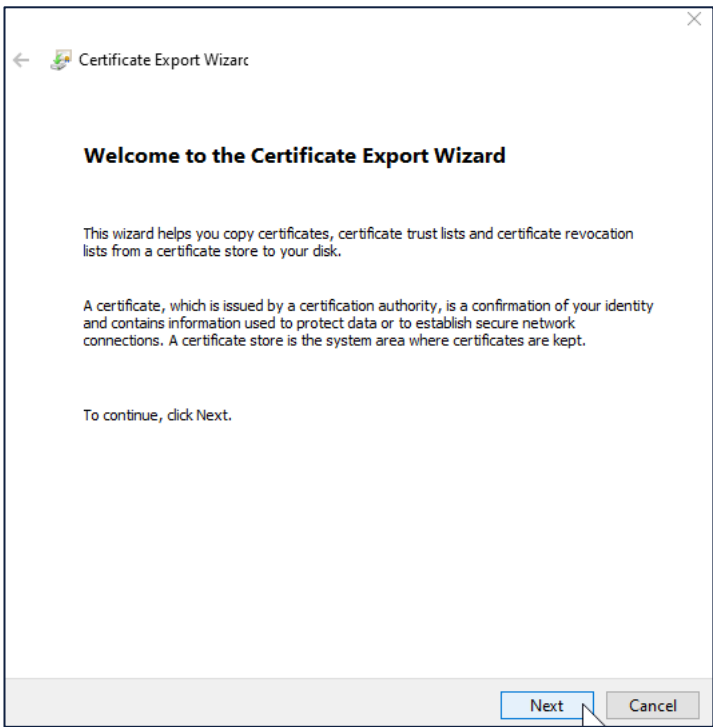 Certificate Export Wizarc
Welcome to the Certificate Export Wizard
This wizard helps you copy certificates, certificate trust lists and certificate revocation
lists from a certificate store to your disk.
A certificate, which is issued by a certification authority, is a confirmation of your identity
and contains information used to protect data or to establish secure network
connections. A certificate store is the system area where certificates are kept.
To continue, click Next.
Next
Cancel